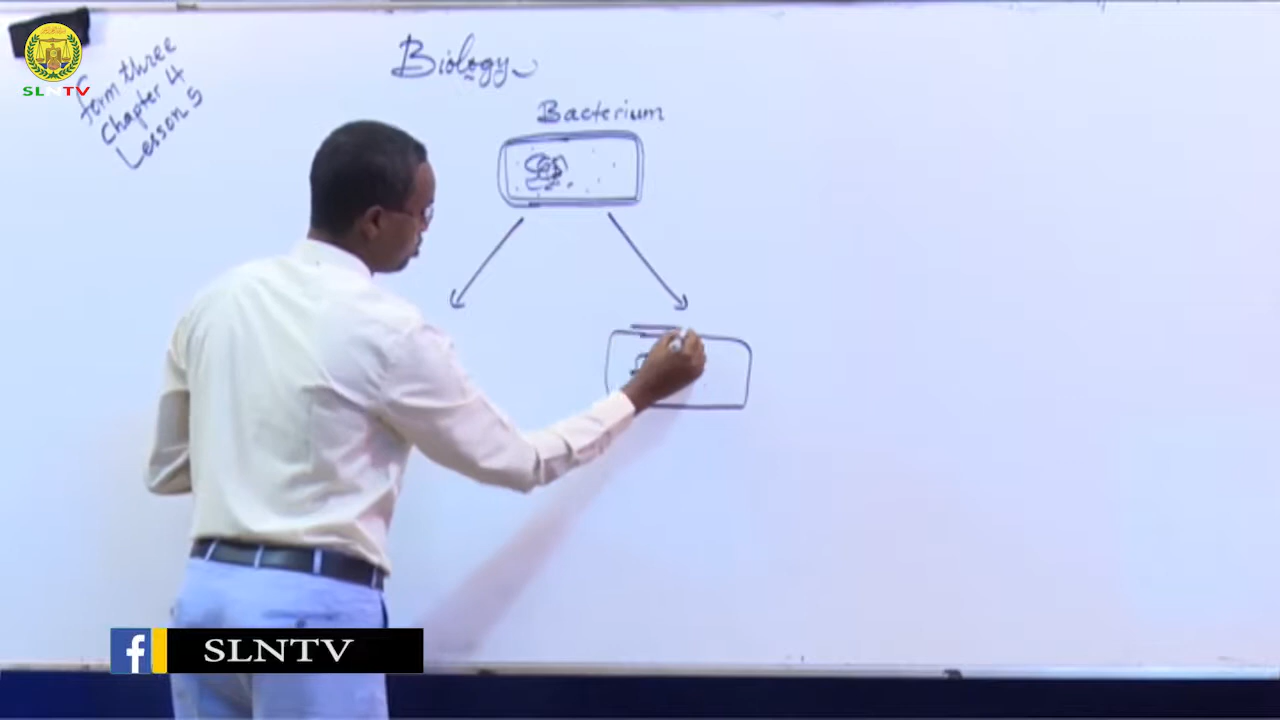 SLNTV
form three
Chapter 4
Lesson 5
Biology
Bacterium
SLNTV